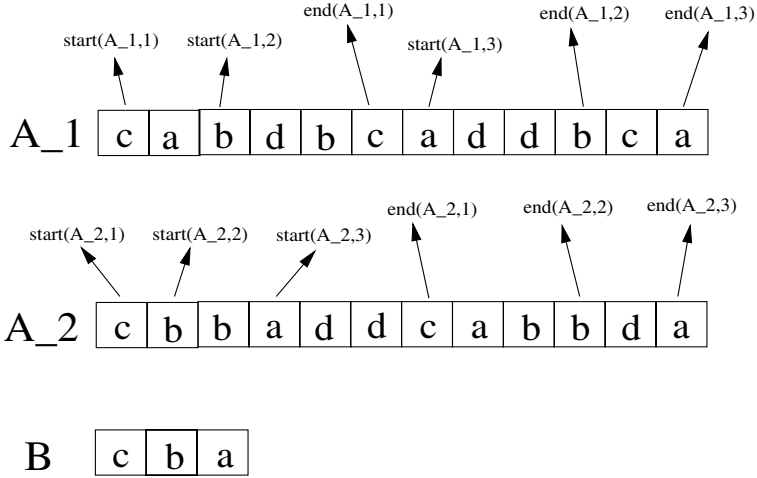 end(A_1,1) end(A_1,2) end(A_1,3)
start(A_1,1) start(A_1,2) start(A_1,3)
A_1 c a b d b c a d d b c a
end(A_2,1) end(A_2,2) end(A_2,3)
start(A_2,1) start(A_2,2) start(A_2,3)
A_2 c b b a d d c a b b d a
B c b a